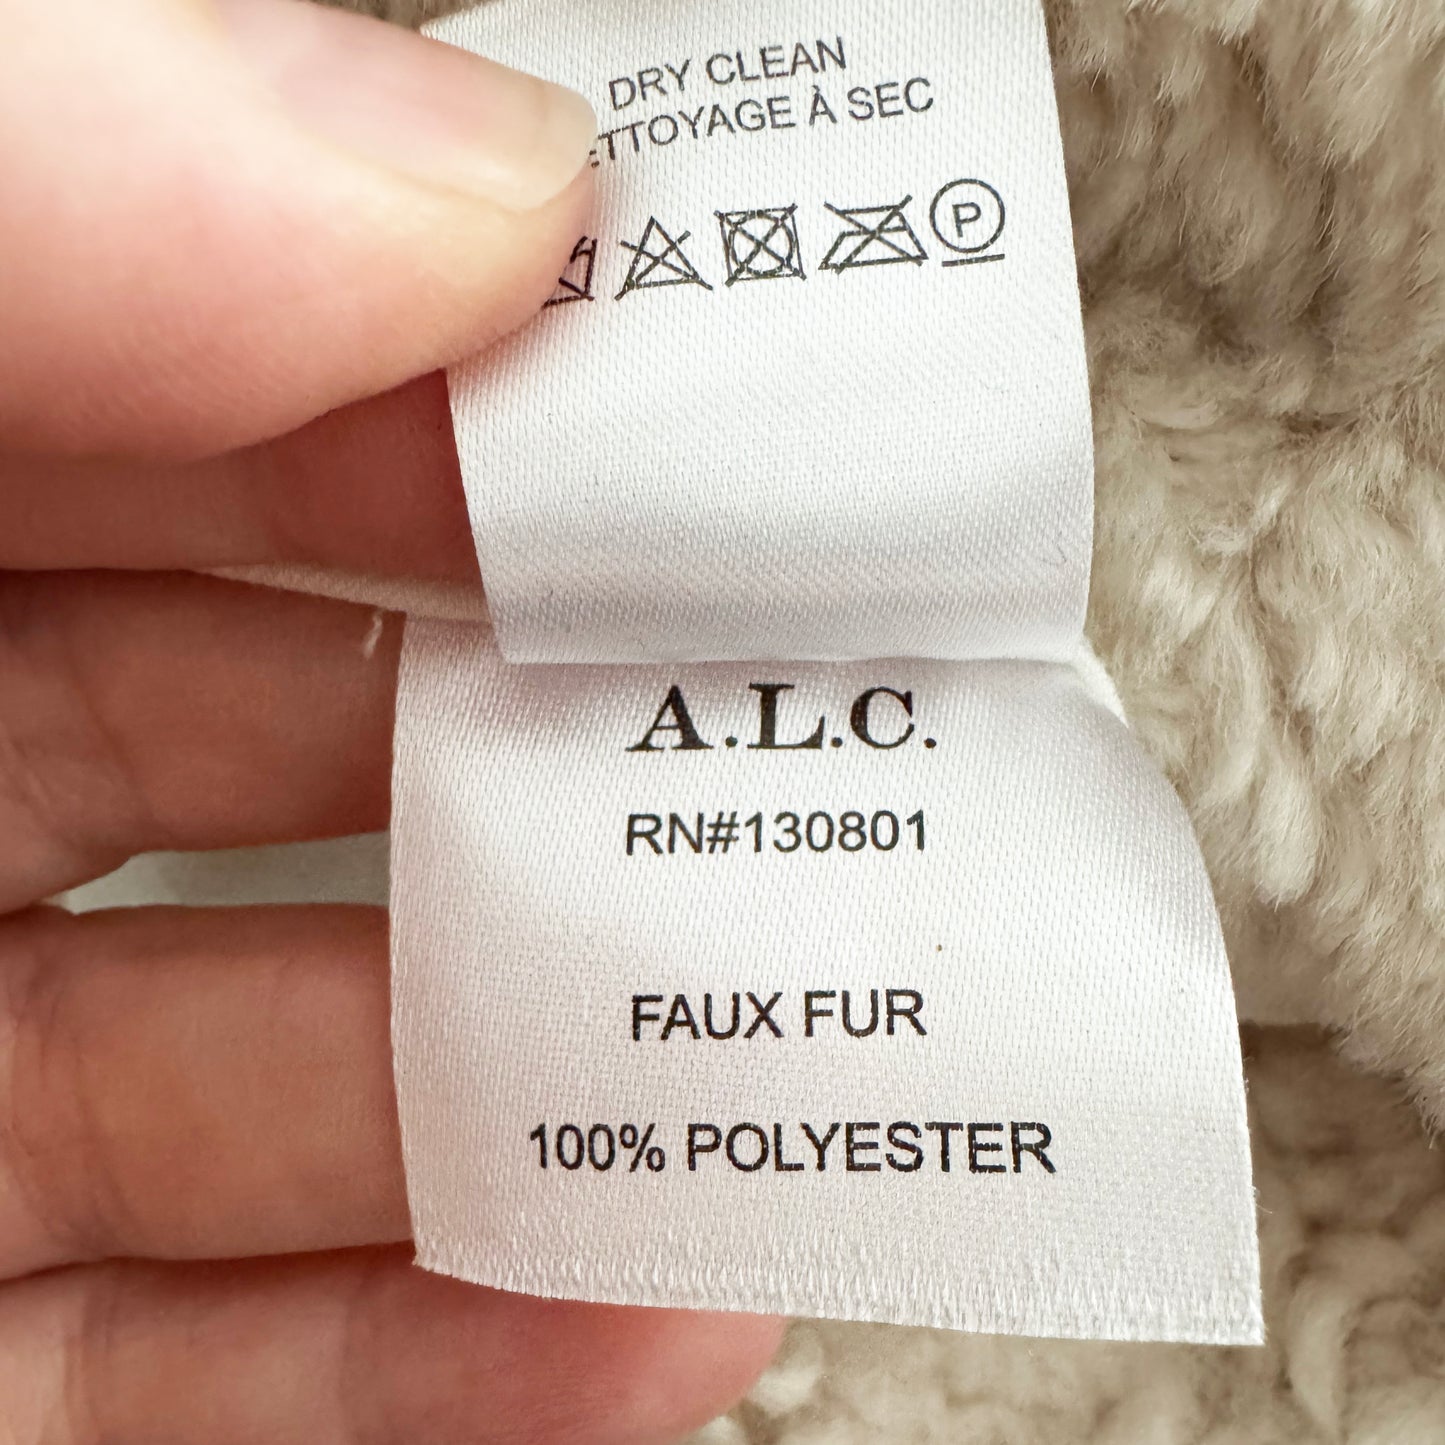 DRY CLEAN
ETTOYAGE À SEC
P
A.L.C.
RN#130801
FAUX FUR
100% POLYESTER